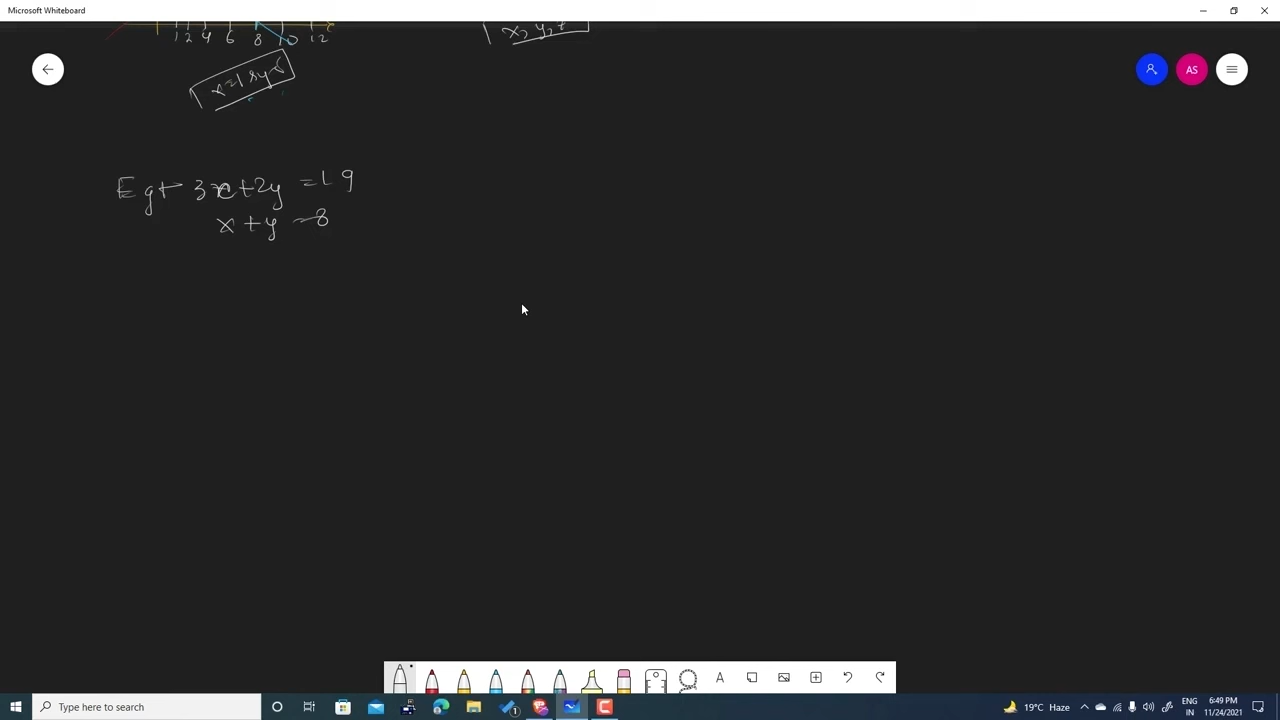 Microsoft Whiteboard
1 2 4 6 8 10 12
AS
Eg 3x+2y =19
x+y =8
A
Type here to search
19°C Haze
ENG
IN
6:49 PM
11/24/2021